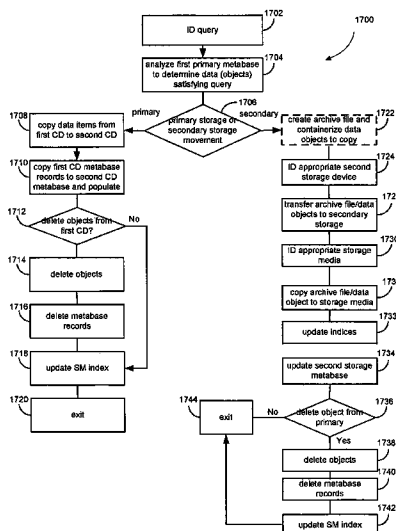 1702
1700
ID query
1704
analyze first primary metabase
to determine data (objects)
satisfying query
1706
primary
secondary
primary storage or
secondary storage
movement
1708
copy data items from
first CD to second CD
1710
copy first CD metabase
records to second CD
metabase and populate
1712
delete objects from
first CD?
No
1714
delete objects
1716
delete metabase
records
1718
update SM index
1720
exit
1722
create archive file and
containerize data
objects to copy
1724
ID appropriate second
storage device
172
transfer archive file/data
objects to secondary
storage
1730
ID appropriate storage
media
173
copy archive file/data
object to storage media
1733
update indices
1734
update second storage
metabase
1736
delete object from
primary
No
1744
exit
Yes
1738
delete objects
1740
delete metabase
records
1742
update SM index